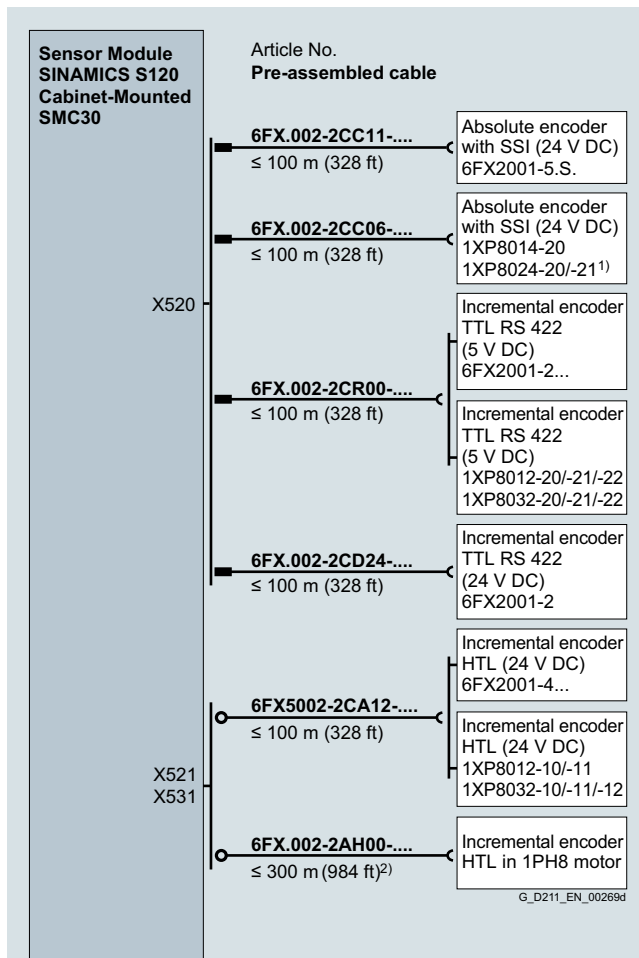 Sensor Module
SINAMICS S120
Cabinet-Mounted
SMC30
Article No.
Pre-assembled cable
6FX.002-2CC11-....
≤ 100 m (328 ft)
Absolute encoder
with SSI (24 V DC)
6FX2001-5.S.
6FX.002-2CC06-....
≤ 100 m (328 ft)
Absolute encoder
with SSI (24 V DC)
1XP8014-20
1XP8024-20/-21¹⁾
X520
6FX.002-2CR00-....
≤ 100 m (328 ft)
Incremental encoder
TTL RS 422
(5 V DC)
6FX2001-2...
Incremental encoder
TTL RS 422
(5 V DC)
1XP8012-20/-21/-22
1XP8032-20/-21/-22
6FX.002-2CD24-....
≤ 100 m (328 ft)
Incremental encoder
TTL RS 422
(24 V DC)
6FX2001-2
X521
X531
6FX5002-2CA12-....
≤ 100 m (328 ft)
Incremental encoder
HTL (24 V DC)
6FX2001-4...
Incremental encoder
HTL (24 V DC)
1XP8012-10/-11
1XP8032-10/-11/-12
6FX.002-2AH00-....
≤ 300 m (984 ft)²⁾
Incremental encoder
HTL in 1PH8 motor
G_D211_EN_00269d